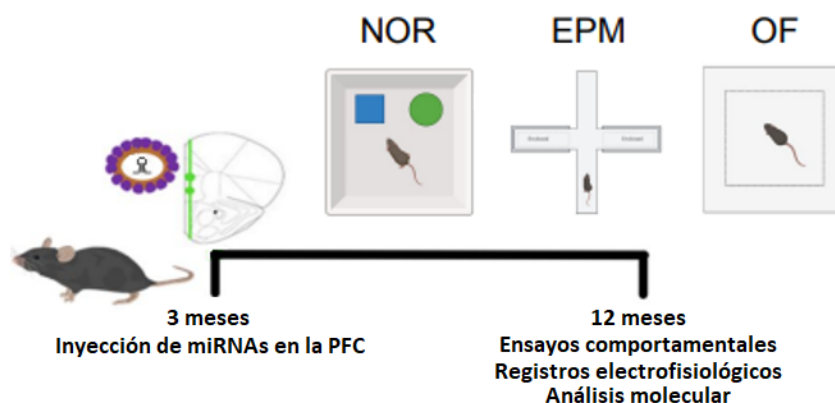 NOR
EPM
OF
3 meses
Inyección de miRNAs en la PFC
12 meses
Ensayos comportamentales
Registros electrofisiológicos
Análisis molecular